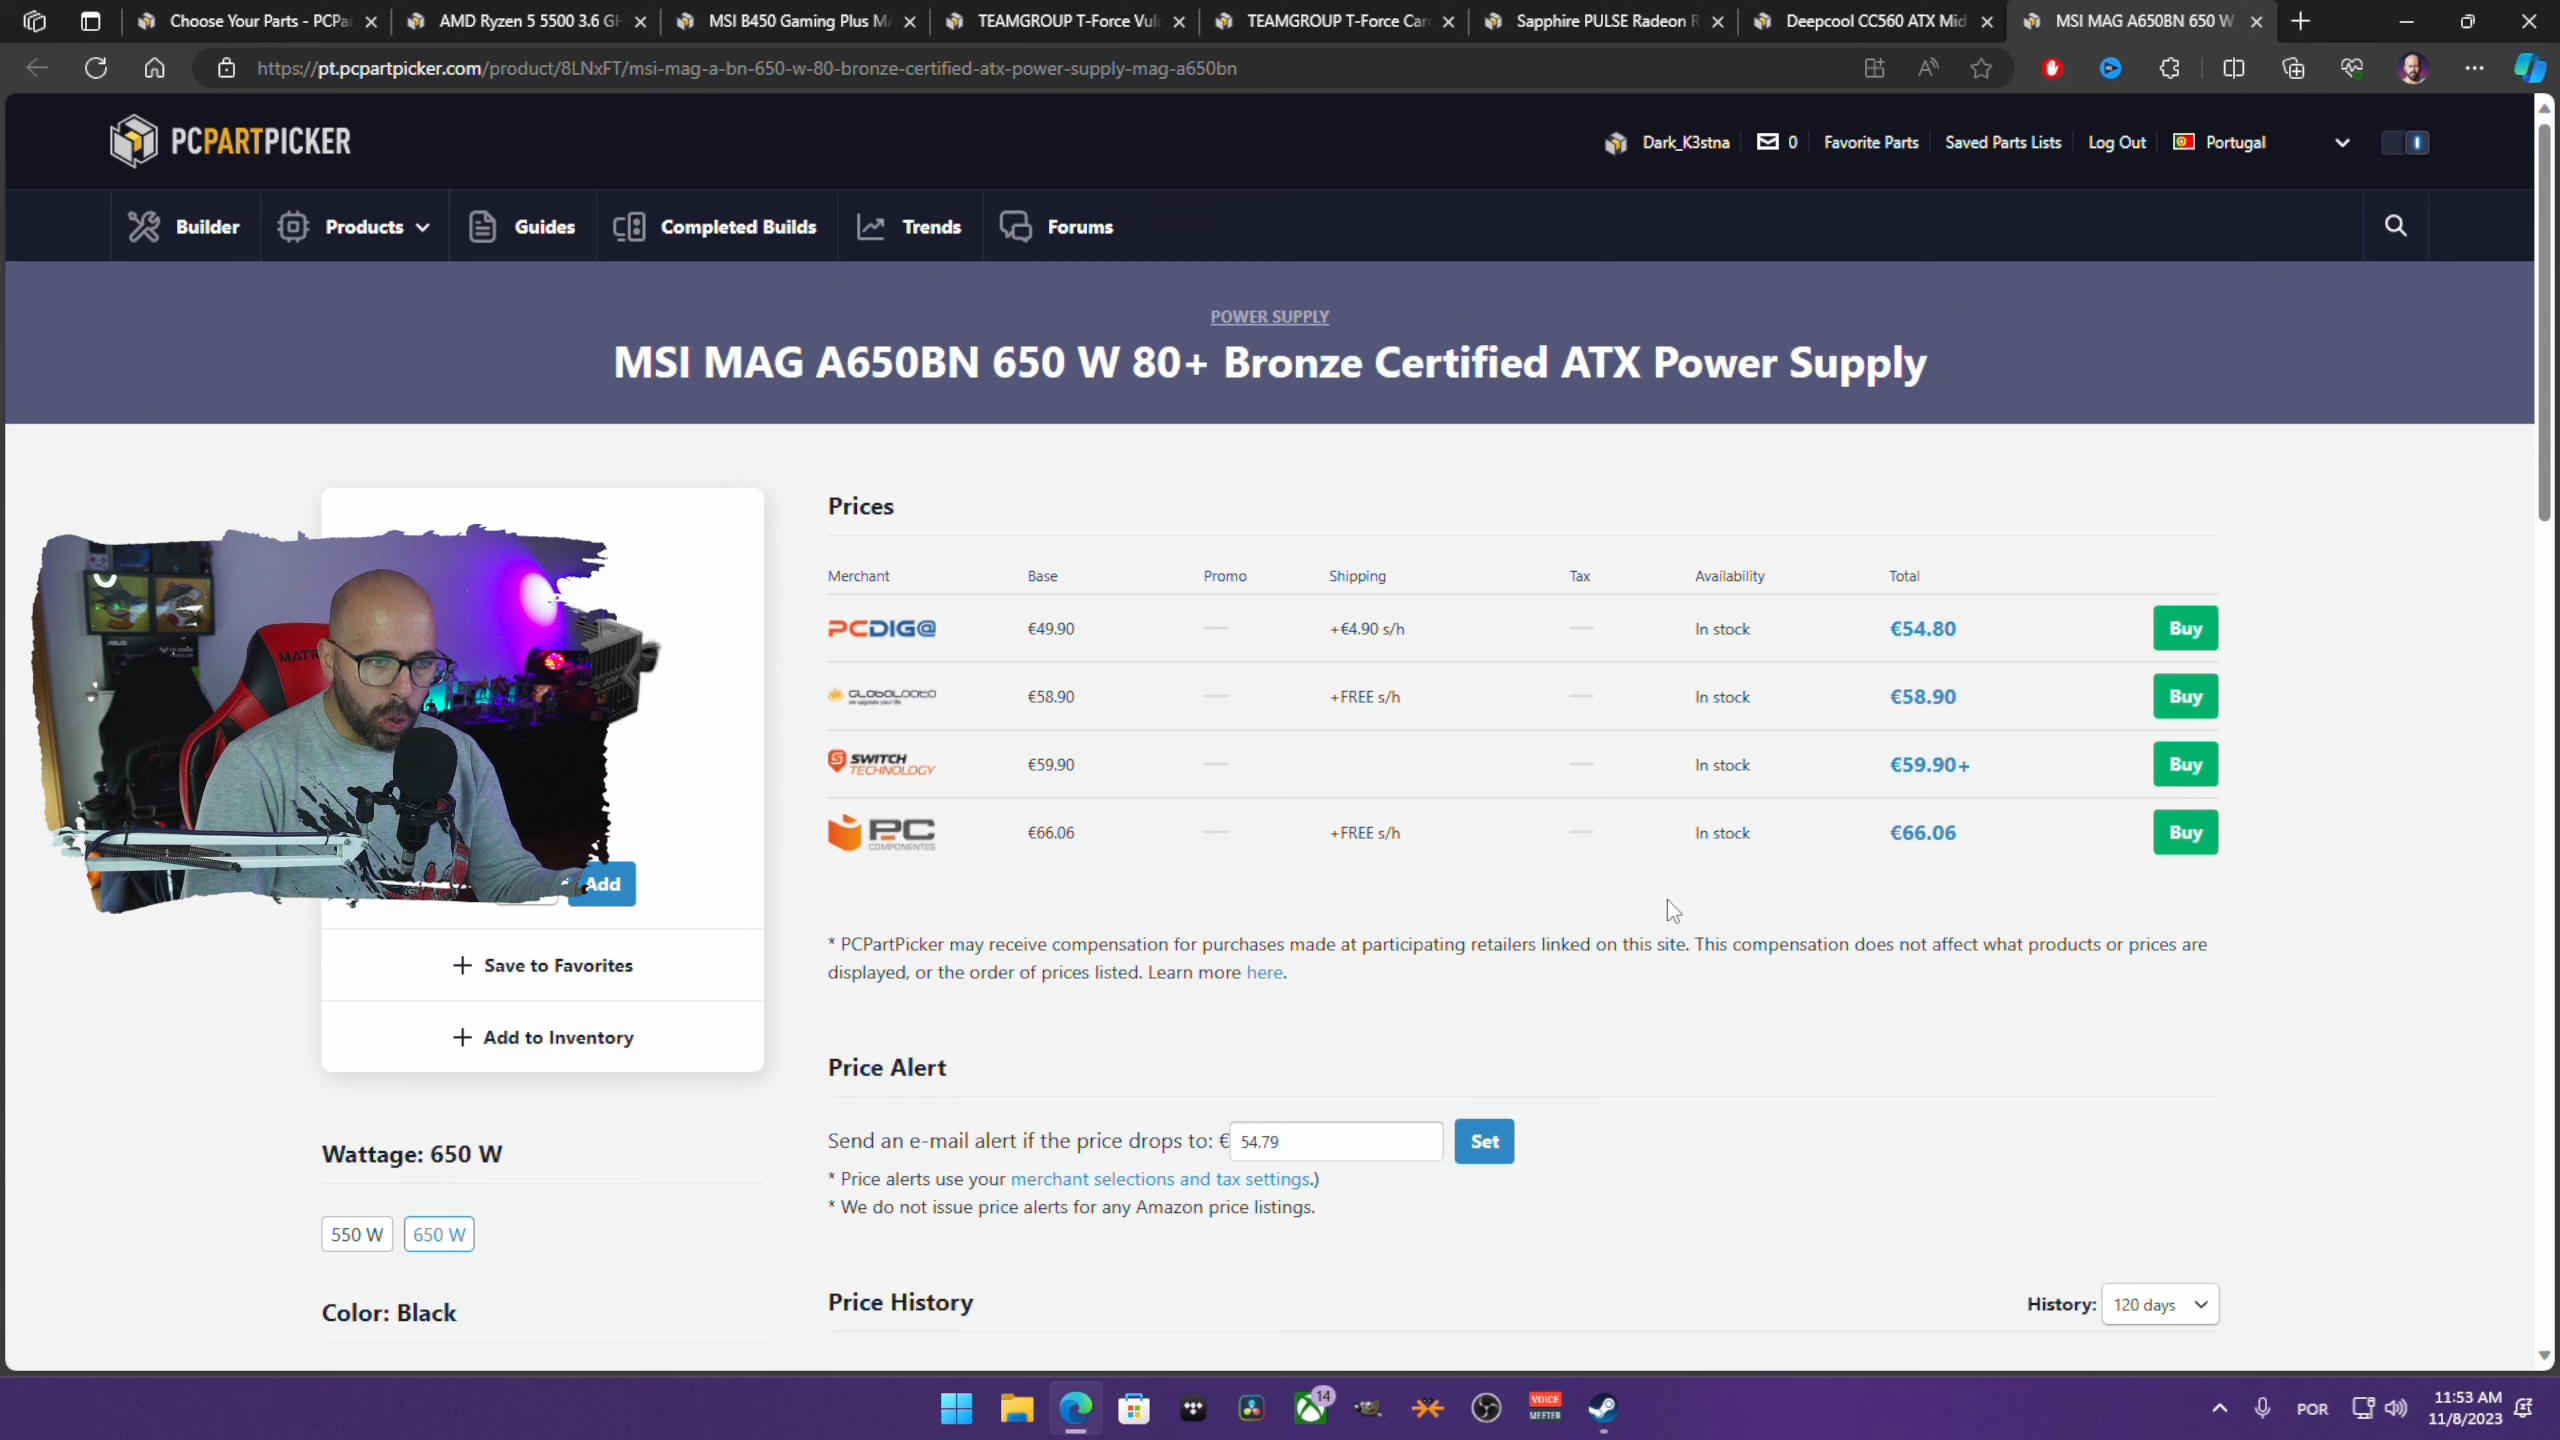 Choose Your Parts - PCPa
AMD Ryzen 5 5500 3.6 GH
MSI B450 Gaming Plus M
TEAMGROUP T-Force Vul
TEAMGROUP T-Force Car
Sapphire PULSE Radeon R
Deepcool CC560 ATX Mid
MSI MAG A650BN 650 W
https://pt.pcpartpicker.com/product/8LNxFT/msi-mag-a-bn-650-w-80-bronze-certified-atx-power-supply-mag-a650bn
PCPARTPICKER
Dark_K3stna
0
Favorite Parts
Saved Parts Lists
Log Out
Portugal
Builder
Products
Guides
Completed Builds
Trends
Forums
POWER SUPPLY
MSI MAG A650BN 650 W 80+ Bronze Certified ATX Power Supply
Prices
Merchant Base Promo Shipping Tax Availability Total
PCDIG@ €49.90 — +€4.90 s/h — In stock €54.80 Buy
€58.90 — +FREE s/h — In stock €58.90 Buy
SWITCH TECHNOLOGY €59.90 — — In stock €59.90+ Buy
PC COMPONENTES €66.06 — +FREE s/h — In stock €66.06 Buy
Add
+ Save to Favorites
+ Add to Inventory
* PCPartPicker may receive compensation for purchases made at participating retailers linked on this site. This compensation does not affect what products or prices are
displayed, or the order of prices listed. Learn more here.
Price Alert
Send an e-mail alert if the price drops to: € 54.79 Set
* Price alerts use your merchant selections and tax settings.)
* We do not issue price alerts for any Amazon price listings.
Wattage: 650 W
550 W 650 W
Color: Black
Price History
History: 120 days
14
VOICE
MEETER
POR
11:53 AM
11/8/2023